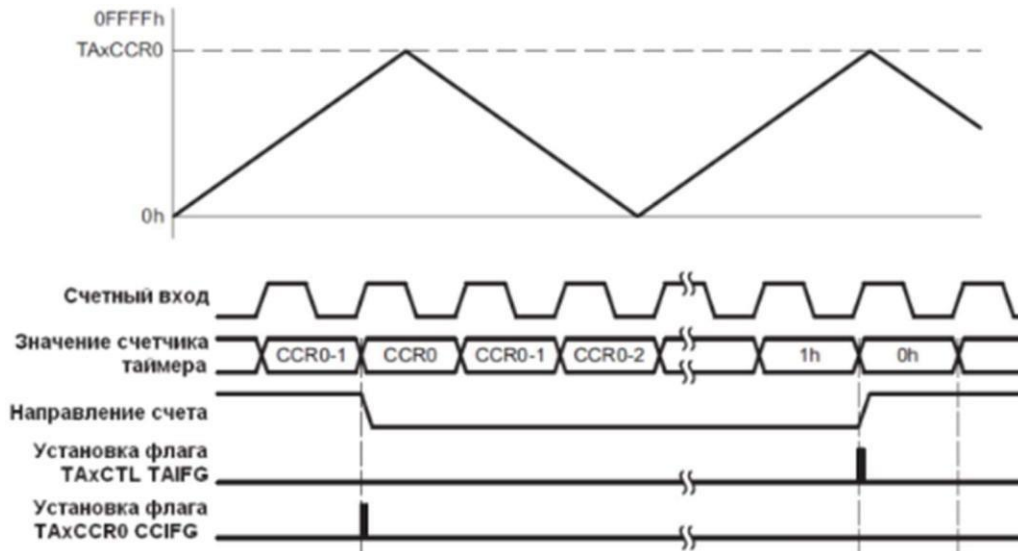 0FFFFh
TAxCCR0
0h
Счетный вход
Значение счетчика
таймера
CCR0-1 CCR0 CCR0-1 CCR0-2 1h 0h
Направление счета
Установка флага
TAxCTL TAIFG
Установка флага
TAxCCR0 CCIFG